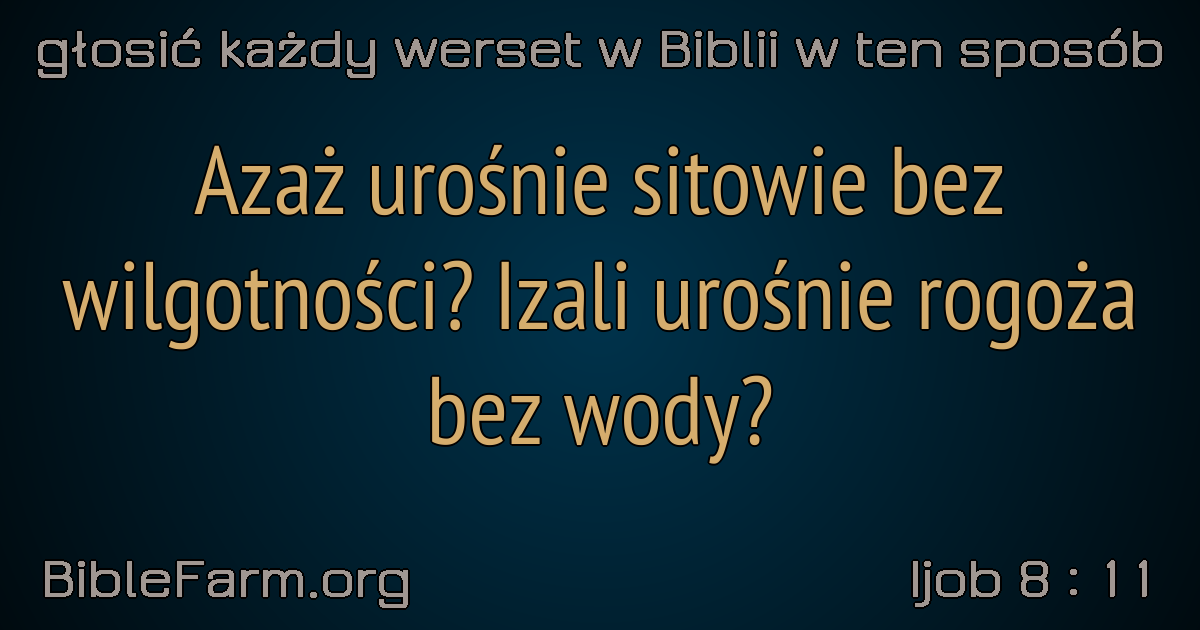 głosić każdy werset w Biblii w ten sposób
Azaż urośnie sitowie bez
wilgotności? Izali urośnie rogoża
bez wody?
BibleFarm.org
Ijob 8 : 11